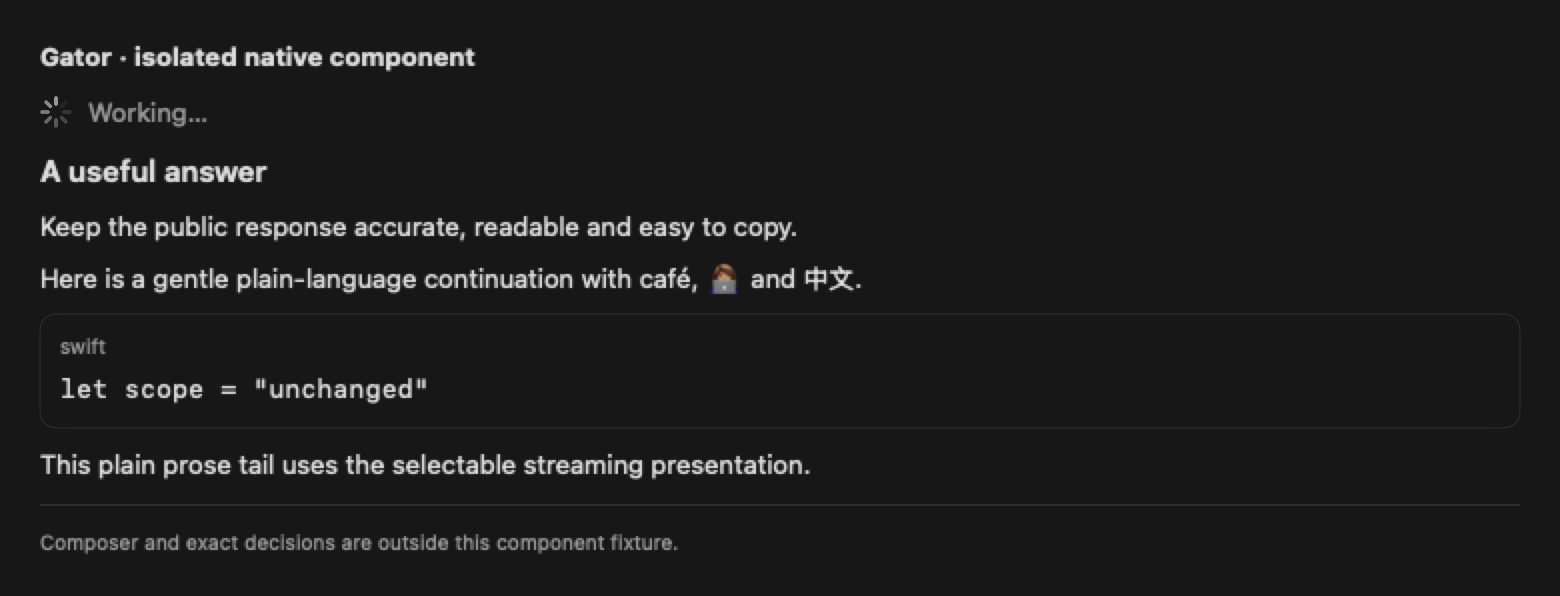 Gator · isolated native component
Working...
A useful answer
Keep the public response accurate, readable and easy to copy.
Here is a gentle plain-language continuation with café, 👩🏽‍💻 and 中文.
swift
let scope = "unchanged"
This plain prose tail uses the selectable streaming presentation.
Composer and exact decisions are outside this component fixture.